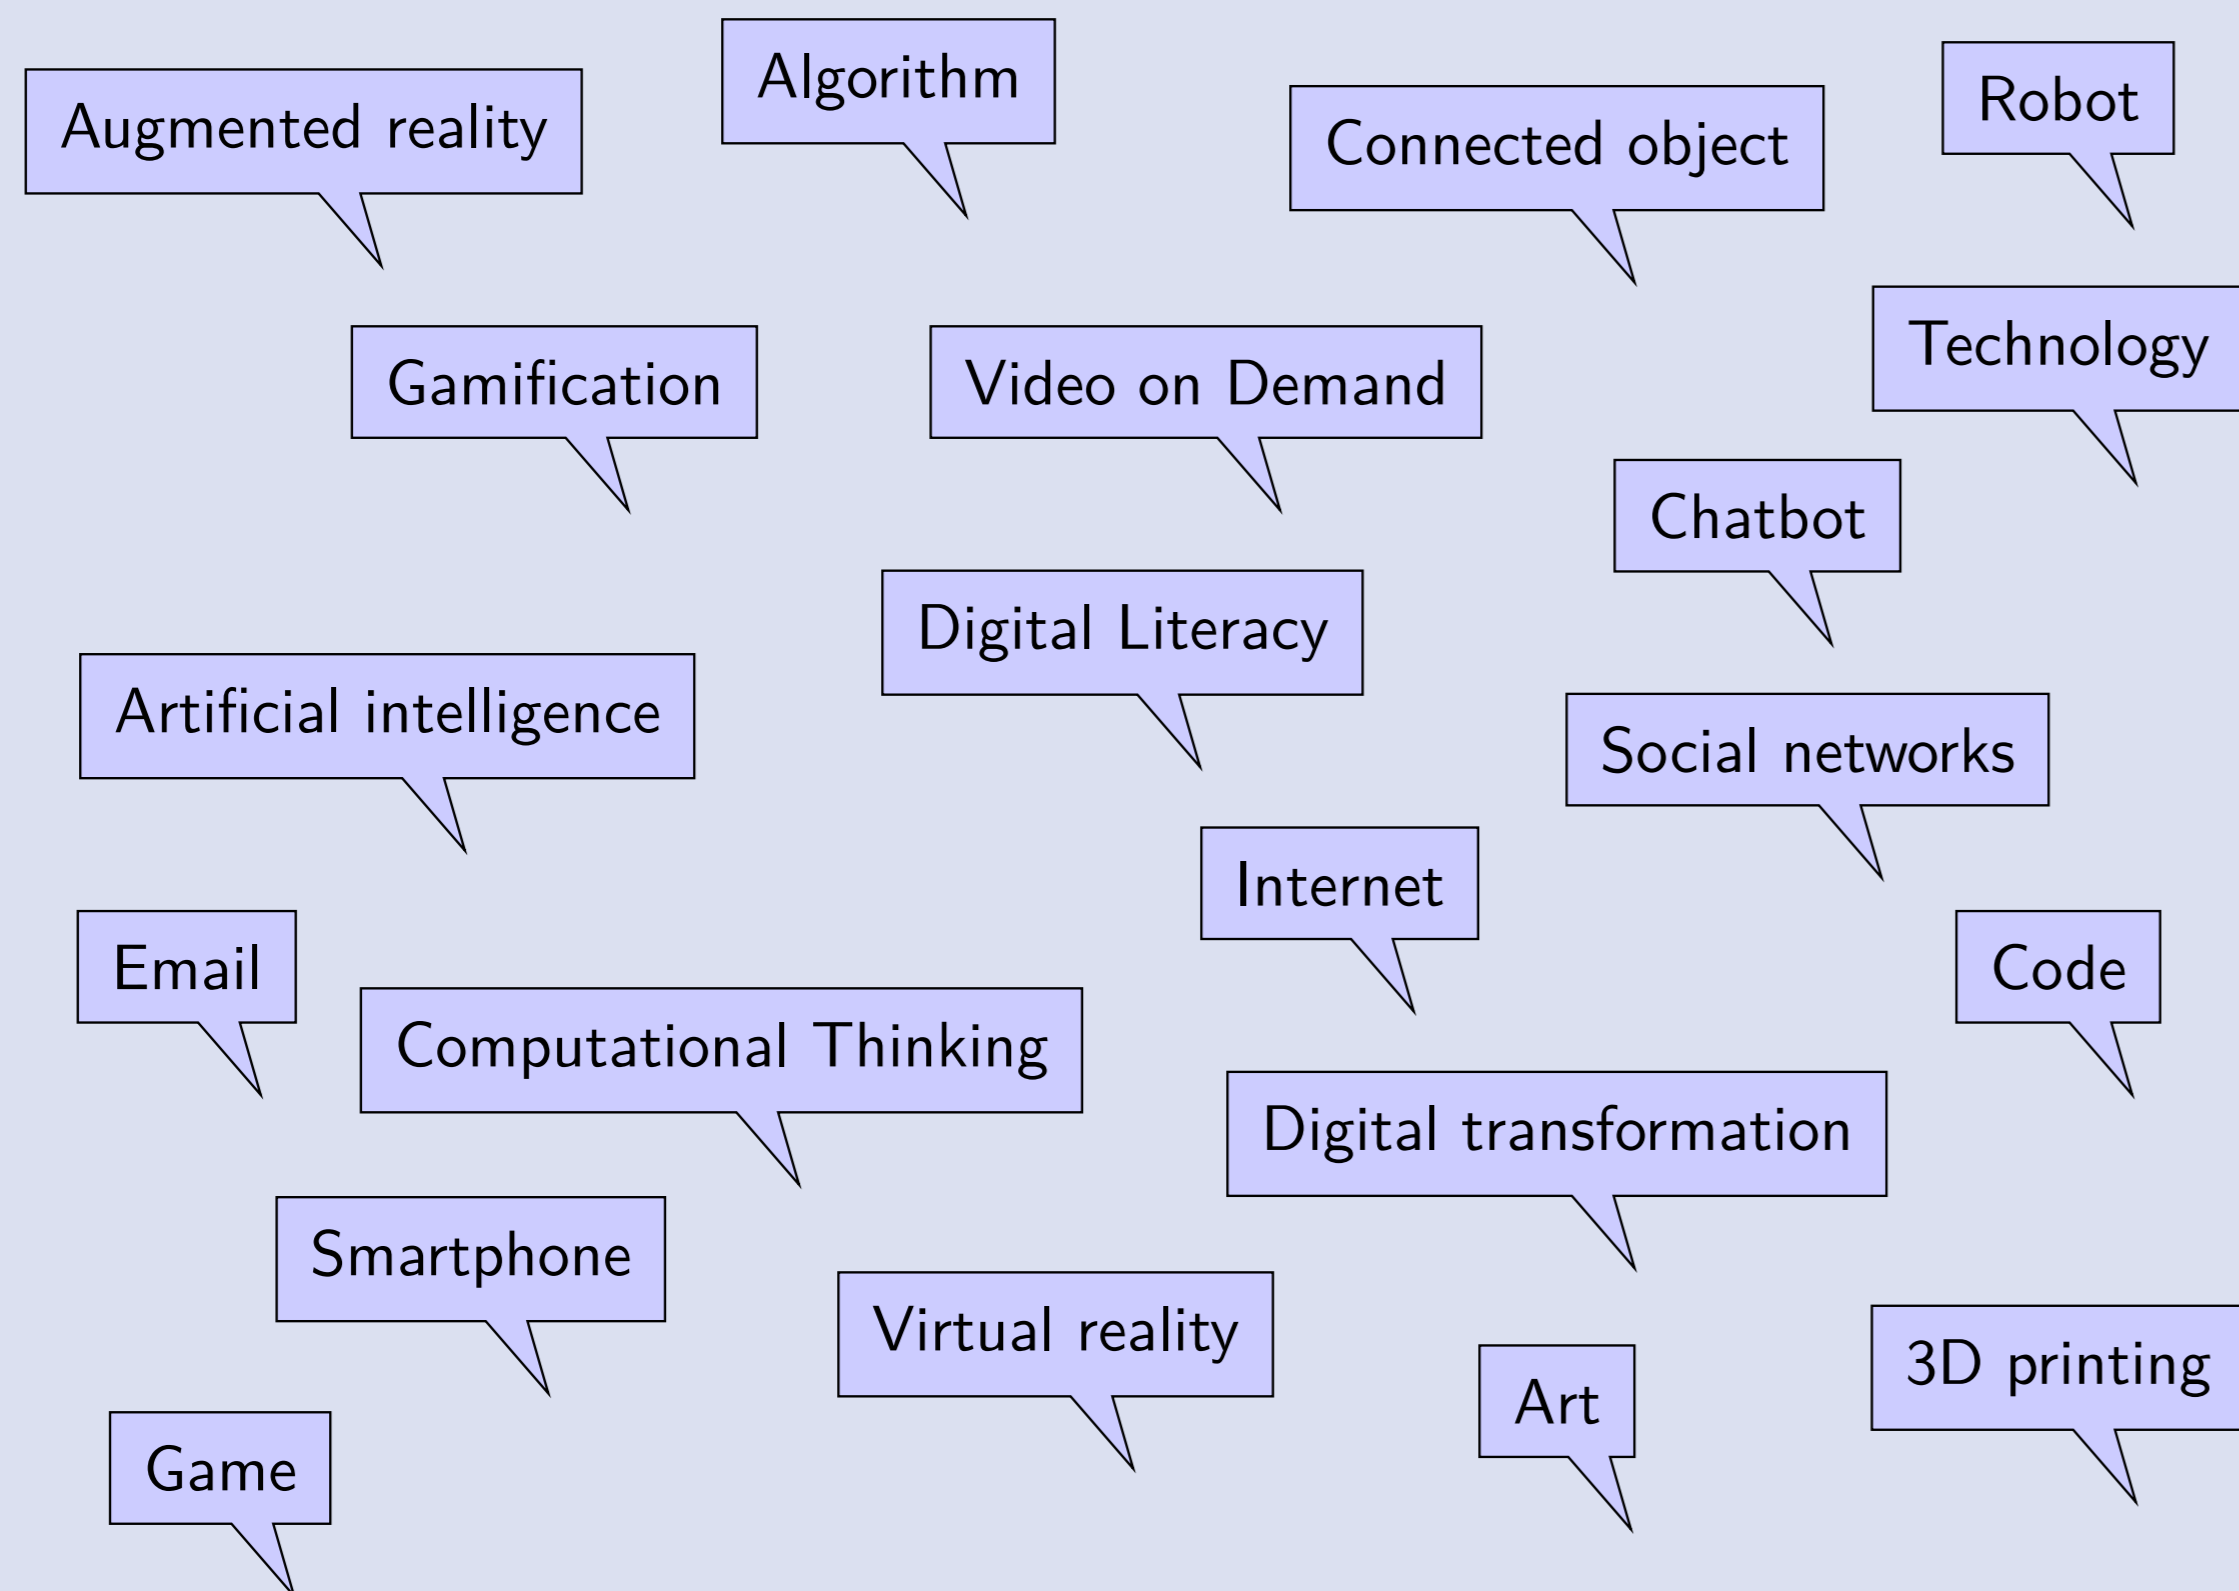 Algorithm
Robot
Augmented reality
Connected object
Technology
Gamification
Video on Demand
Chatbot
Digital Literacy
Artificial intelligence
Social networks
Internet
Email
Code
Computational Thinking
Digital transformation
Smartphone
Virtual reality
3D printing
Art
Game